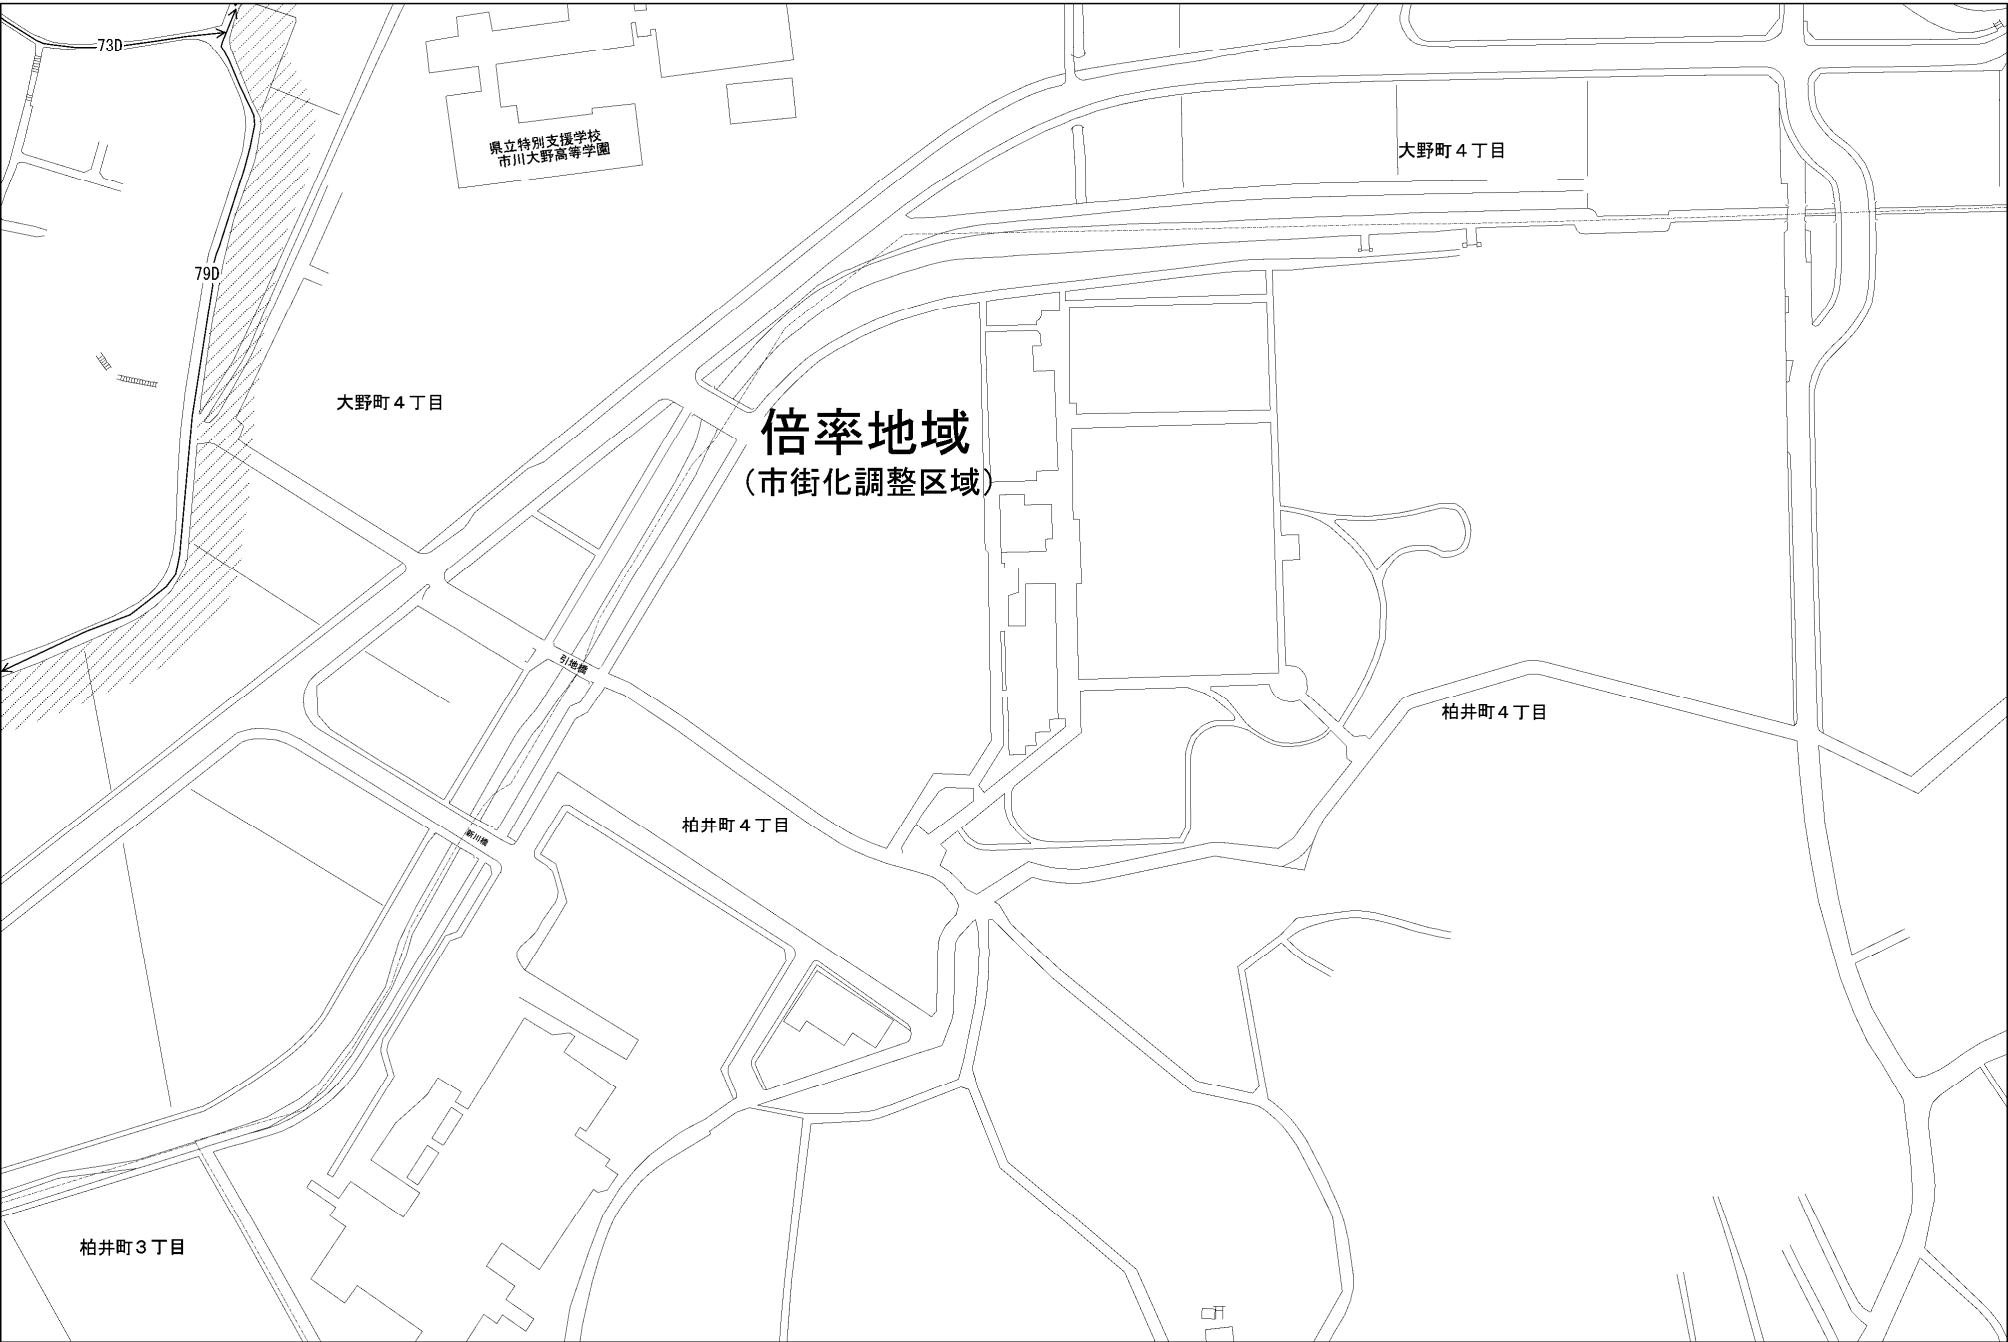 73D
県立特別支援学校
市川大野高等学園
大野町４丁目
79D
大野町４丁目
倍率地域
（市街化調整区域）
引地橋
柏井町４丁目
柏井町４丁目
新川橋
柏井町３丁目